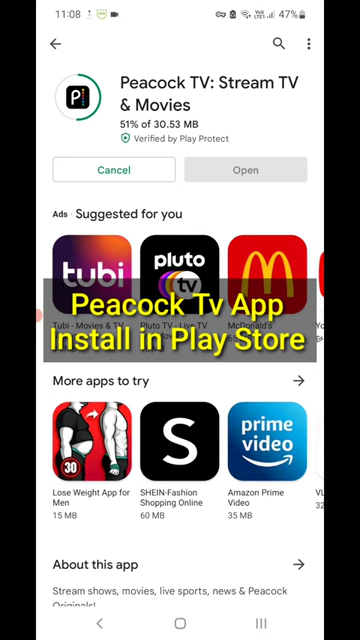 11:08
LTE1
47%
Peacock TV: Stream TV
& Movies
51% of 30.53 MB
Verified by Play Protect
Cancel
Open
Ads · Suggested for you
tubi
pluto
tv
Peacock Tv App
Install in Play Store
Tubi - Movies & TV
Pluto TV - Live TV
McDonald's
More apps to try
30
S
prime
video
Lose Weight App for
Men
15 MB
SHEIN-Fashion
Shopping Online
60 MB
Amazon Prime
Video
35 MB
VL
32
About this app
Stream shows, movies, live sports, news & Peacock
Originals!